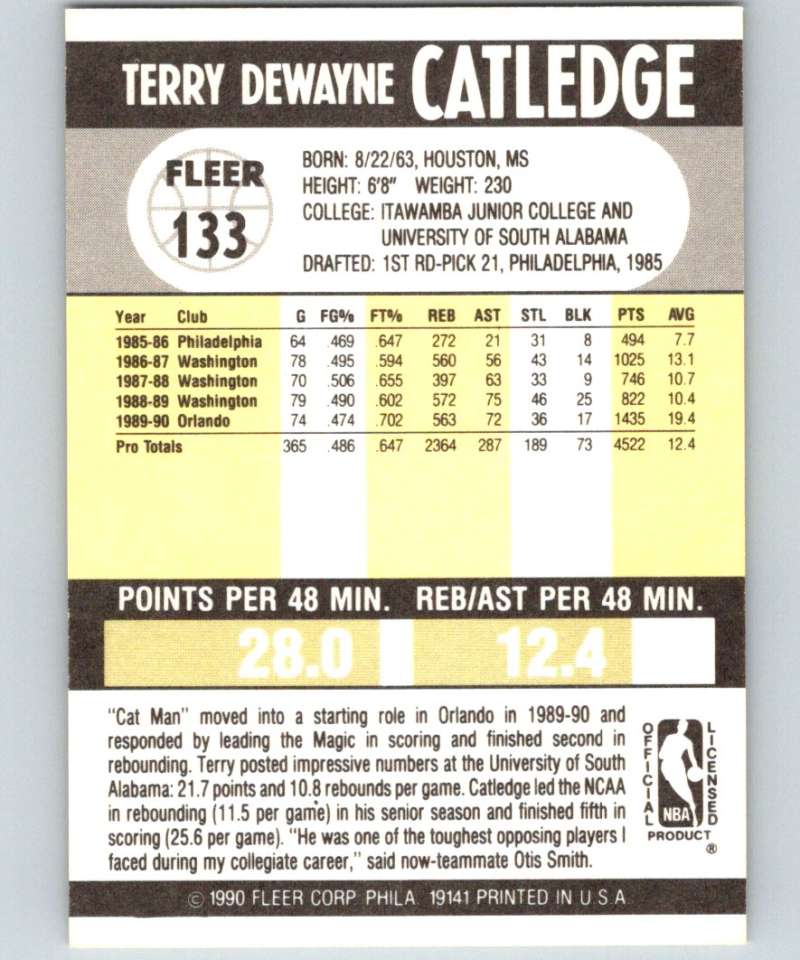 TERRY DEWAYNE CATLEDGE
FLEER
133
BORN: 8/22/63, HOUSTON, MS
HEIGHT: 6'8" WEIGHT: 230
COLLEGE: ITAWAMBA JUNIOR COLLEGE AND
UNIVERSITY OF SOUTH ALABAMA
DRAFTED: 1ST RD-PICK 21, PHILADELPHIA, 1985
Year Club G FG% FT% REB AST STL BLK PTS AVG
1985-86 Philadelphia 64 .469 .647 272 21 31 8 494 7.7
1986-87 Washington 78 .495 .594 560 56 43 14 1025 13.1
1987-88 Washington 70 .506 .655 397 63 33 9 746 10.7
1988-89 Washington 79 .490 .602 572 75 46 25 822 10.4
1989-90 Orlando 74 .474 .702 563 72 36 17 1435 19.4
Pro Totals 365 .486 .647 2364 287 189 73 4522 12.4
POINTS PER 48 MIN. REB/AST PER 48 MIN.
28.0 12.4
"Cat Man" moved into a starting role in Orlando in 1989-90 and
responded by leading the Magic in scoring and finished second in
rebounding. Terry posted impressive numbers at the University of South
Alabama: 21.7 points and 10.8 rebounds per game. Catledge led the NCAA
in rebounding (11.5 per game) in his senior season and finished fifth in
scoring (25.6 per game). "He was one of the toughest opposing players I
faced during my collegiate career," said now-teammate Otis Smith.
OFFICIAL
NBA
LICENSED
PRODUCT
®
© 1990 FLEER CORP. PHILA. 19141 PRINTED IN U.S.A.